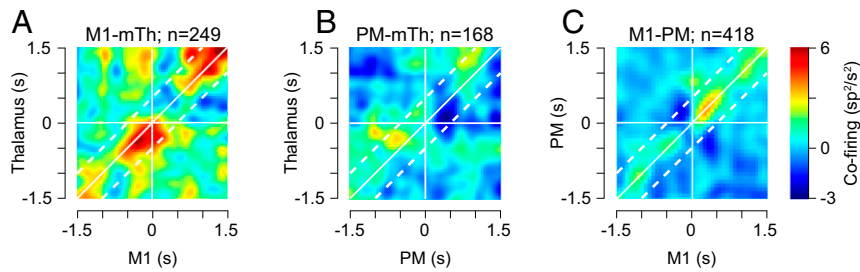 A
M1-mTh; n=249
Thalamus (s)
1.5
0
-1.5
-1.5 0 1.5
M1 (s)
B
PM-mTh; n=168
Thalamus (s)
1.5
0
-1.5
-1.5 0 1.5
PM (s)
C
M1-PM; n=418
PM (s)
1.5
0
-1.5
-1.5 0 1.5
M1 (s)
6
0
-3
Co-firing (sp²/s²)